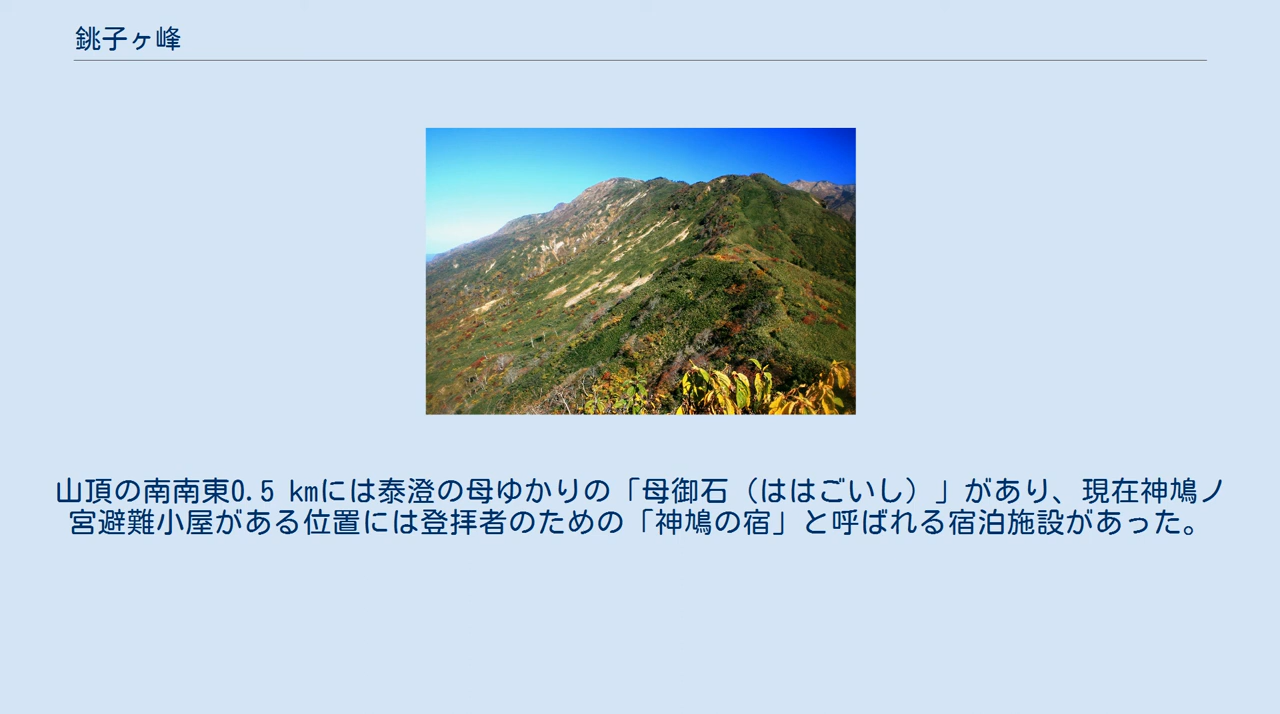 銚子ヶ峰
山頂の南南東0.5 kmには泰澄の母ゆかりの「母御石（ははごいし）」があり、現在神鳩ノ
宮避難小屋がある位置には登拝者のための「神鳩の宿」と呼ばれる宿泊施設があった。